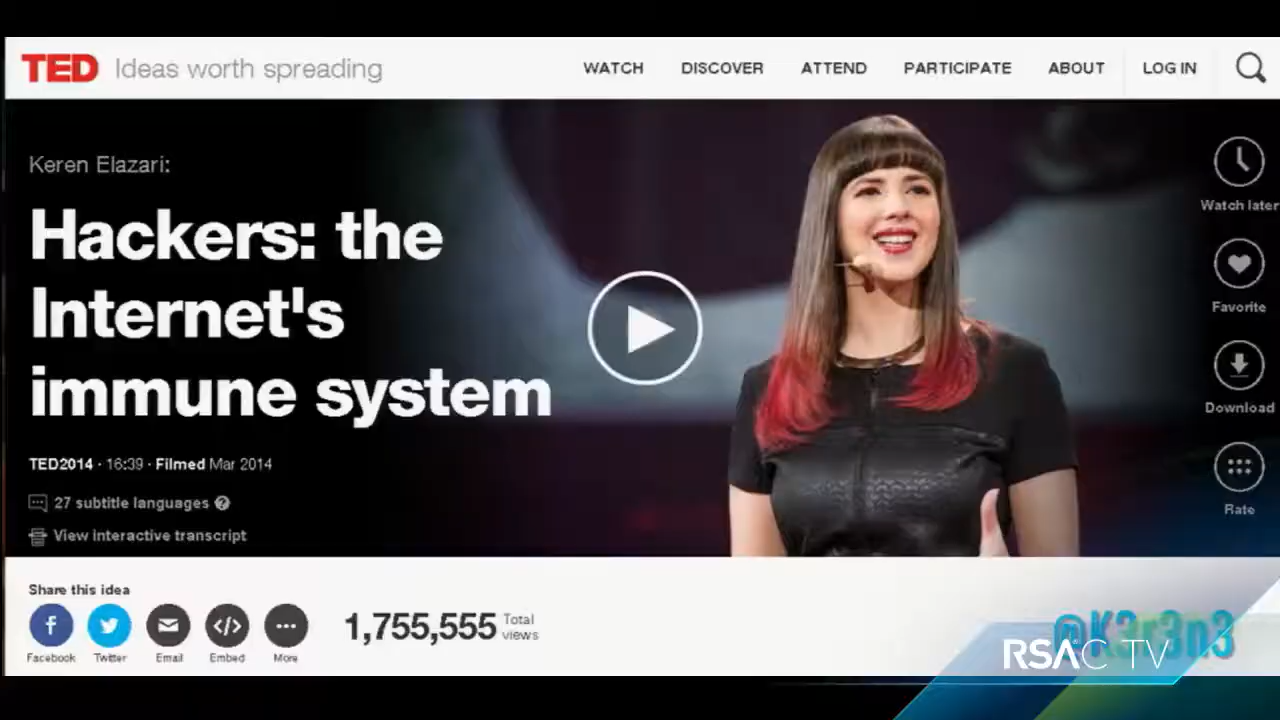 TED Ideas worth spreading
WATCH DISCOVER ATTEND PARTICIPATE ABOUT LOG IN
Keren Elazari:
Hackers: the
Internet's
immune system
TED2014 · 16:39 · Filmed Mar 2014
27 subtitle languages ?
View interactive transcript
Watch later
Favorite
Download
Rate
Share this idea
f
</>
Facebook Twitter Email Embed More
1,755,555 Total views
@K3r3n3
RSAC TV